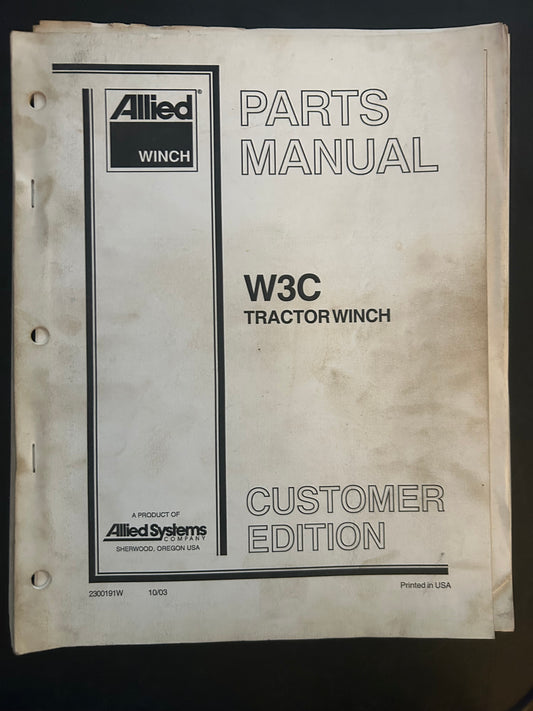 Allied®
WINCH
PARTS
MANUAL
W3C
TRACTOR WINCH
A PRODUCT OF
Allied Systems
COMPANY
SHERWOOD, OREGON USA
CUSTOMER
EDITION
2300191W 10/03
Printed in USA